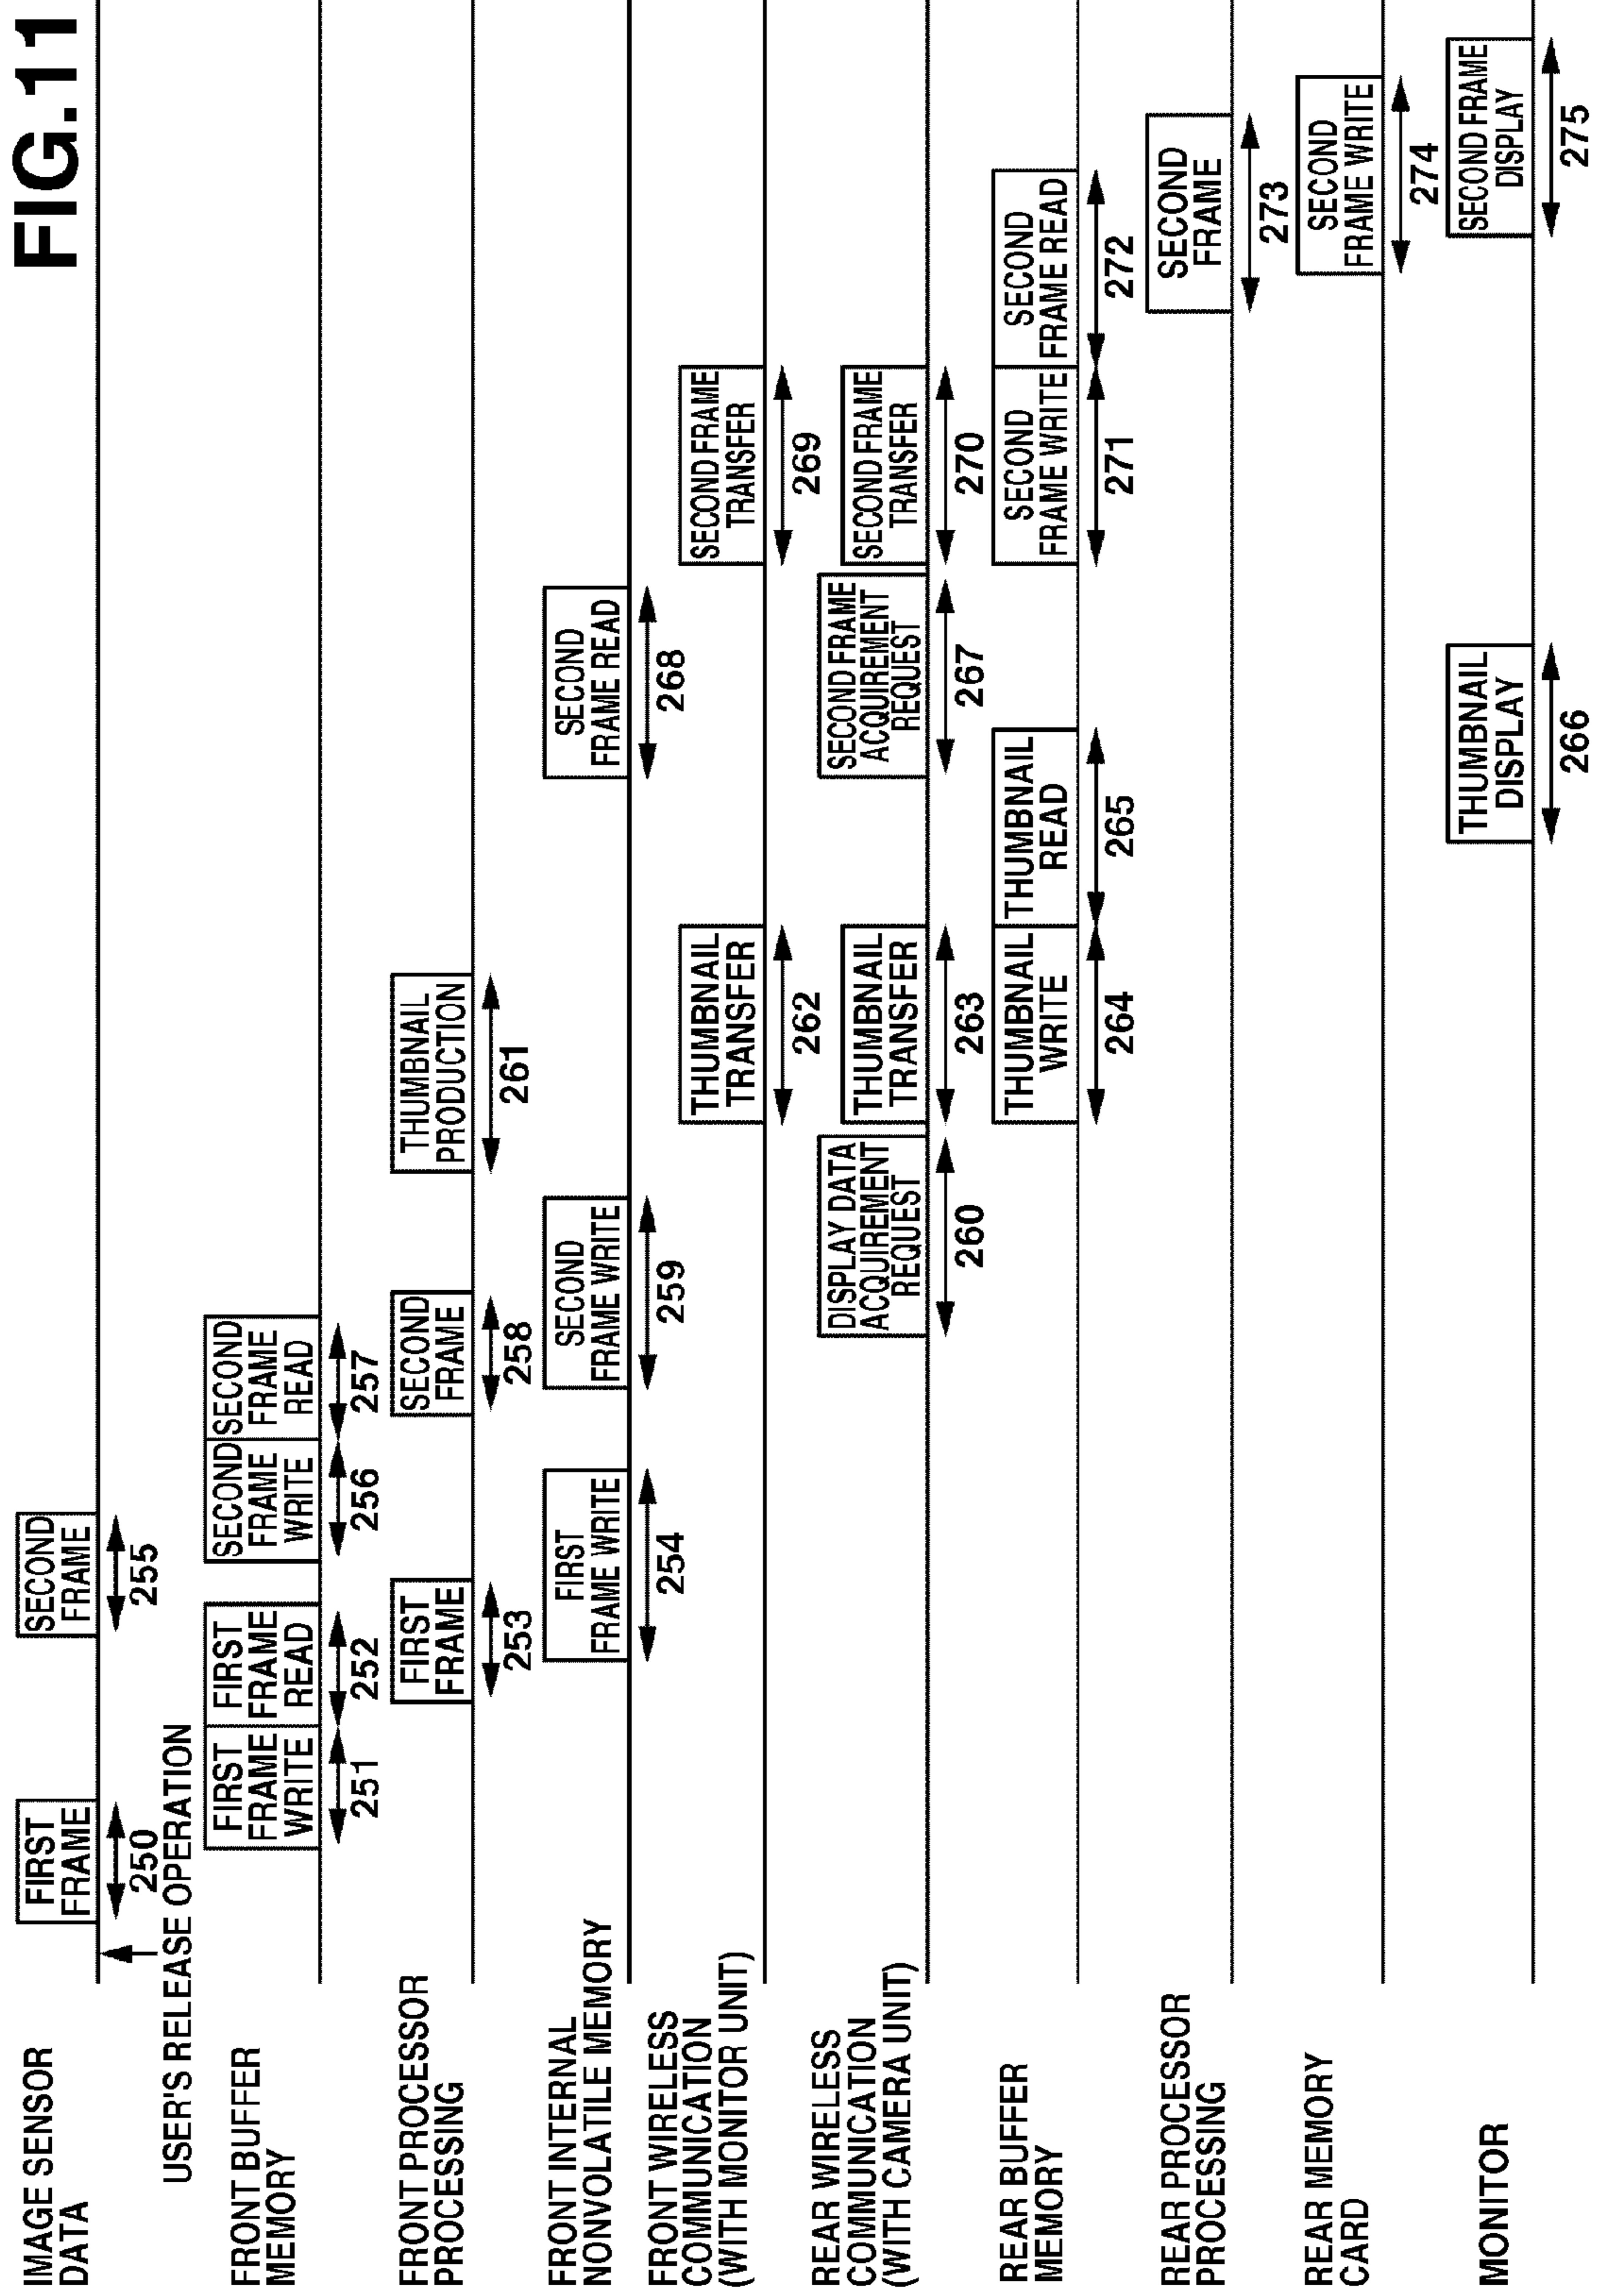 FIG.11
IMAGE SENSOR
DATA
FIRST
FRAME
250
SECOND
FRAME
255
USER'S RELEASE OPERATION
FRONT BUFFER
MEMORY
FIRST
FRAME
WRITE
251
FIRST
FRAME
READ
252
SECOND
FRAME
WRITE
256
SECOND
FRAME
READ
257
FRONT PROCESSOR
PROCESSING
FIRST
FRAME
253
SECOND
FRAME
258
THUMBNAIL
PRODUCTION
261
FRONT INTERNAL
NONVOLATILE MEMORY
FIRST
FRAME WRITE
254
SECOND
FRAME WRITE
259
SECOND
FRAME READ
268
FRONT WIRELESS
COMMUNICATION
(WITH MONITOR UNIT)
THUMBNAIL
TRANSFER
262
SECOND FRAME
TRANSFER
269
REAR WIRELESS
COMMUNICATION
(WITH CAMERA UNIT)
DISPLAY DATA
ACQUIREMENT
REQUEST
260
THUMBNAIL
TRANSFER
263
SECOND FRAME
ACQUIREMENT
REQUEST
267
SECOND FRAME
TRANSFER
270
REAR BUFFER
MEMORY
THUMBNAIL
WRITE
264
THUMBNAIL
READ
265
SECOND
FRAME WRITE
271
SECOND
FRAME READ
272
REAR PROCESSOR
PROCESSING
SECOND
FRAME
273
REAR MEMORY
CARD
SECOND
FRAME WRITE
274
MONITOR
THUMBNAIL
DISPLAY
266
SECOND FRAME
DISPLAY
275